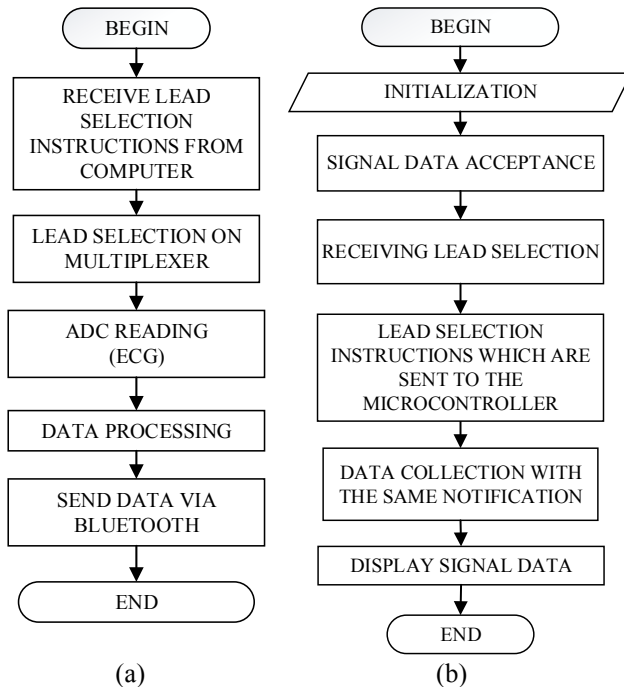 BEGIN
RECEIVE LEAD
SELECTION
INSTRUCTIONS FROM
COMPUTER
LEAD SELECTION ON
MULTIPLEXER
ADC READING
(ECG)
DATA PROCESSING
SEND DATA VIA
BLUETOOTH
END
(a)
BEGIN
INITIALIZATION
SIGNAL DATA ACCEPTANCE
RECEIVING LEAD SELECTION
LEAD SELECTION
INSTRUCTIONS WHICH ARE
SENT TO THE
MICROCONTROLLER
DATA COLLECTION WITH
THE SAME NOTIFICATION
DISPLAY SIGNAL DATA
END
(b)